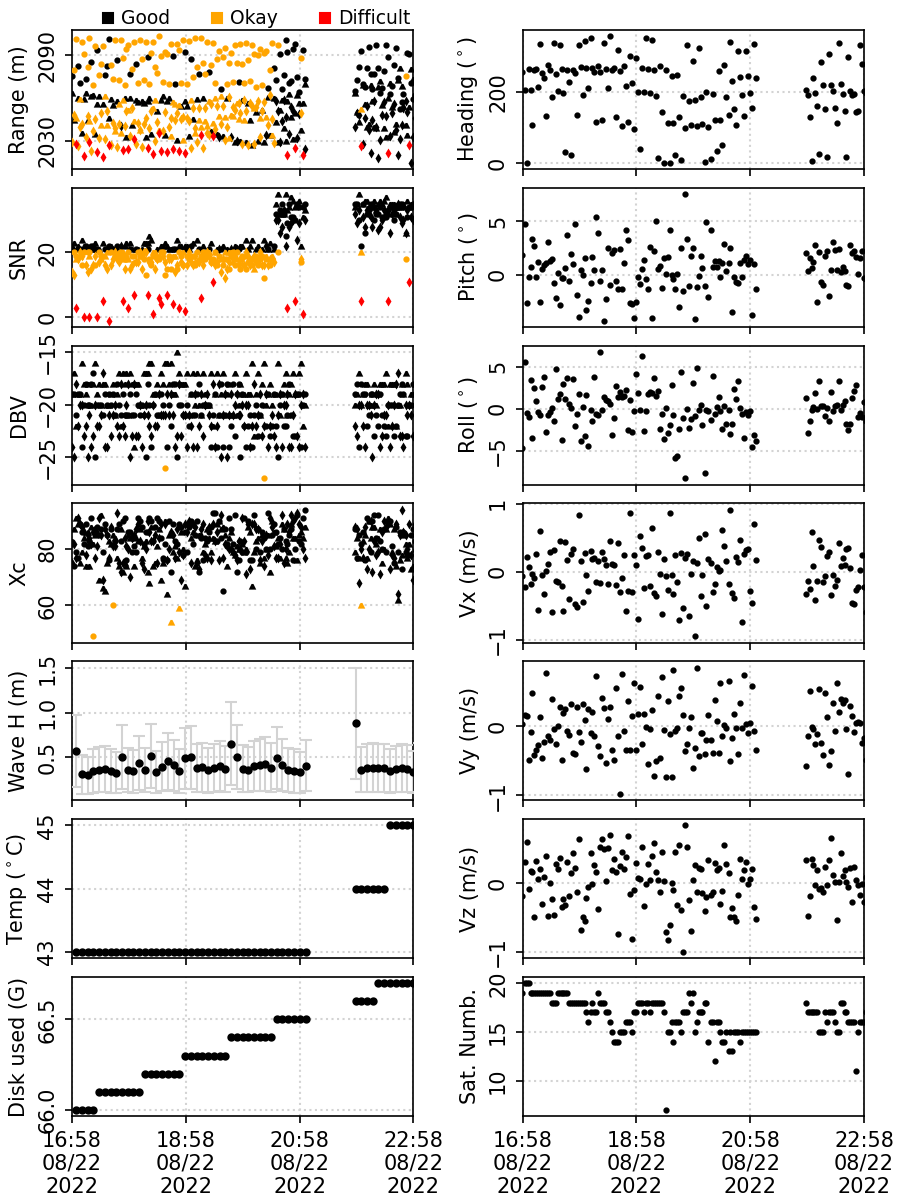 Good Okay Difficult
Range (m)
2090
2030
Heading (°)
200
0
SNR
20
0
Pitch (°)
5
0
DBV
−15
−20
−25
Roll (°)
5
0
−5
Xc
80
60
Vx (m/s)
1
0
−1
Wave H (m)
1.5
1.0
0.5
Vy (m/s)
0
−1
Temp (°C)
45
44
43
Vz (m/s)
0
−1
Disk used (G)
66.5
66.0
Sat. Numb.
20
15
10
16:58 18:58 20:58 22:58 16:58 18:58 20:58 22:58
08/22 08/22 08/22 08/22 08/22 08/22 08/22 08/22
2022 2022 2022 2022 2022 2022 2022 2022